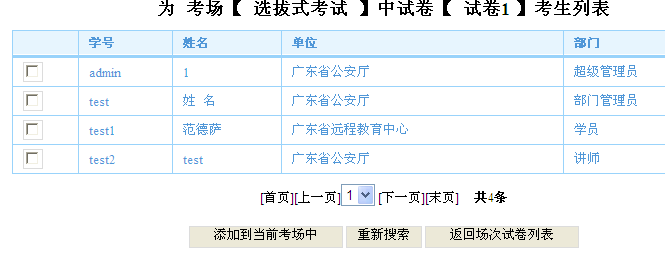 为 考场【 选拔式考试 】中试卷【 试卷1 】考生列表
学号 姓名 单位 部门
admin 1 广东省公安厅 超级管理员
test 姓 名 广东省公安厅 部门管理员
test1 范德萨 广东省远程教育中心 学员
test2 test 广东省公安厅 讲师
[首页][上一页] 1 [下一页][末页] 共4条
添加到当前考场中 重新搜索 返回场次试卷列表